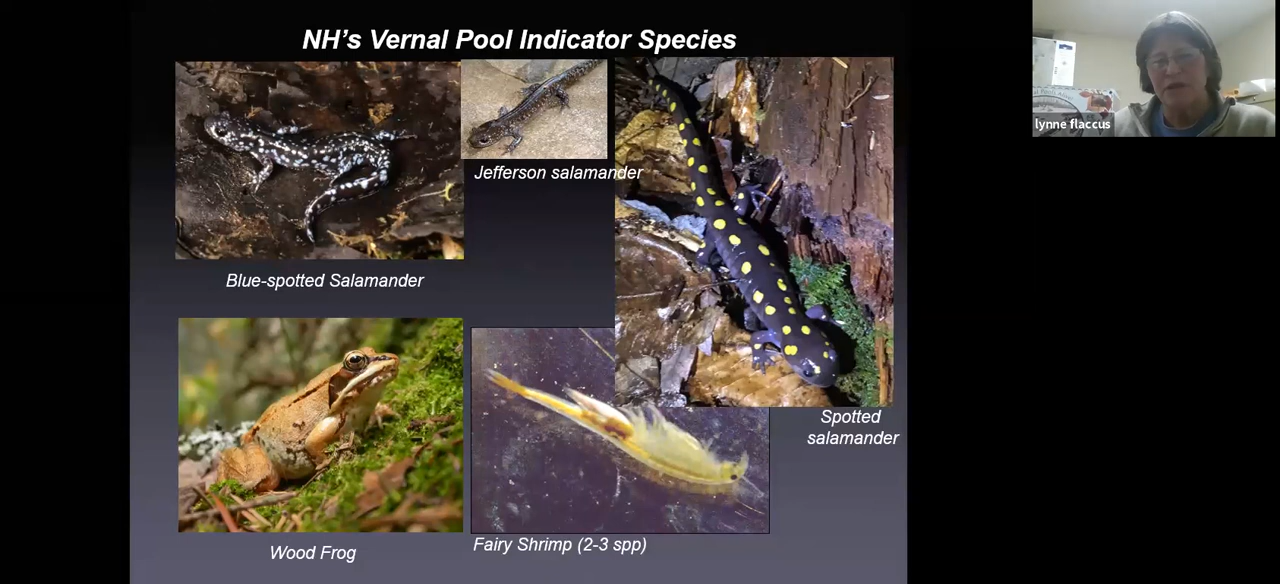 NH's Vernal Pool Indicator Species
lynne flaccus
Jefferson salamander
Blue-spotted Salamander
Spotted
salamander
Wood Frog
Fairy Shrimp (2-3 spp)